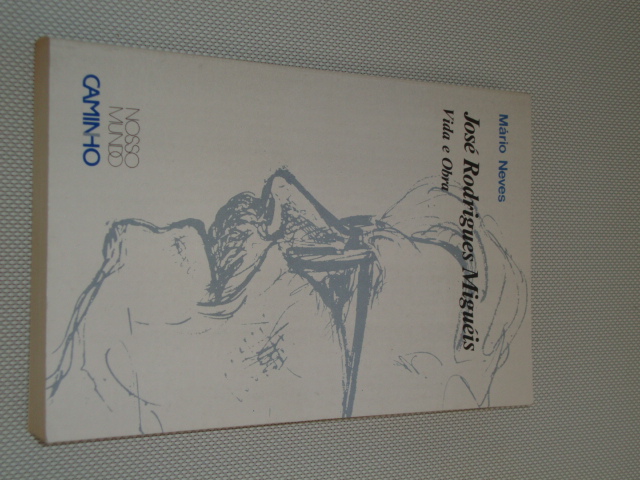 Mário Neves
José Rodrigues Miguéis
Vida e Obra
NOSSO
MUNDO
CAMINHO